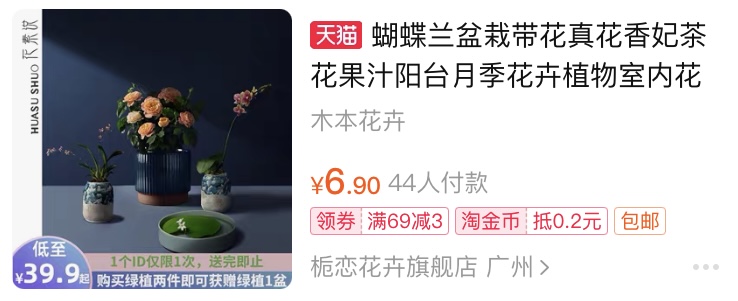 花素说
HUASU SHUO
低至
¥39.9起
1个ID仅限1次，送完即止
购买绿植两件即可获赠绿植1盆
天猫 蝴蝶兰盆栽带花真花香妃茶
花果汁阳台月季花卉植物室内花
木本花卉
¥6.90 44人付款
领券 满69减3 淘金币 抵0.2元 包邮
栀恋花卉旗舰店 广州